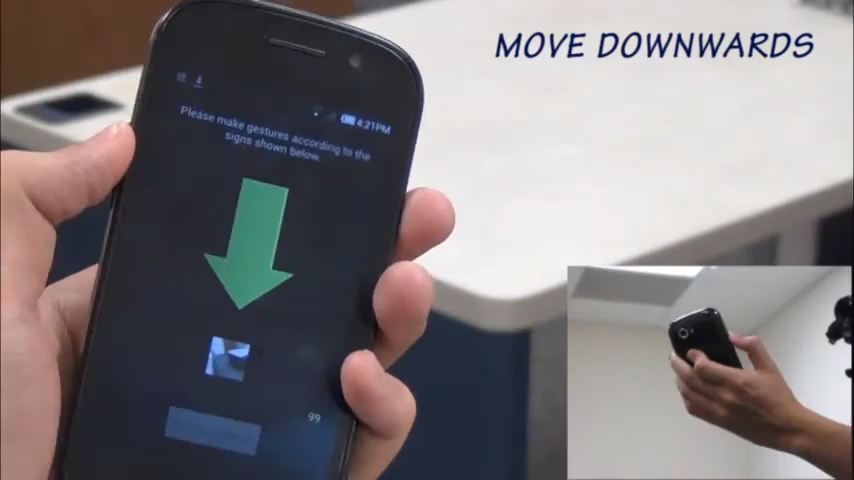 MOVE DOWNWARDS
4:21PM
Please make gestures according to the
signs shown below.
99